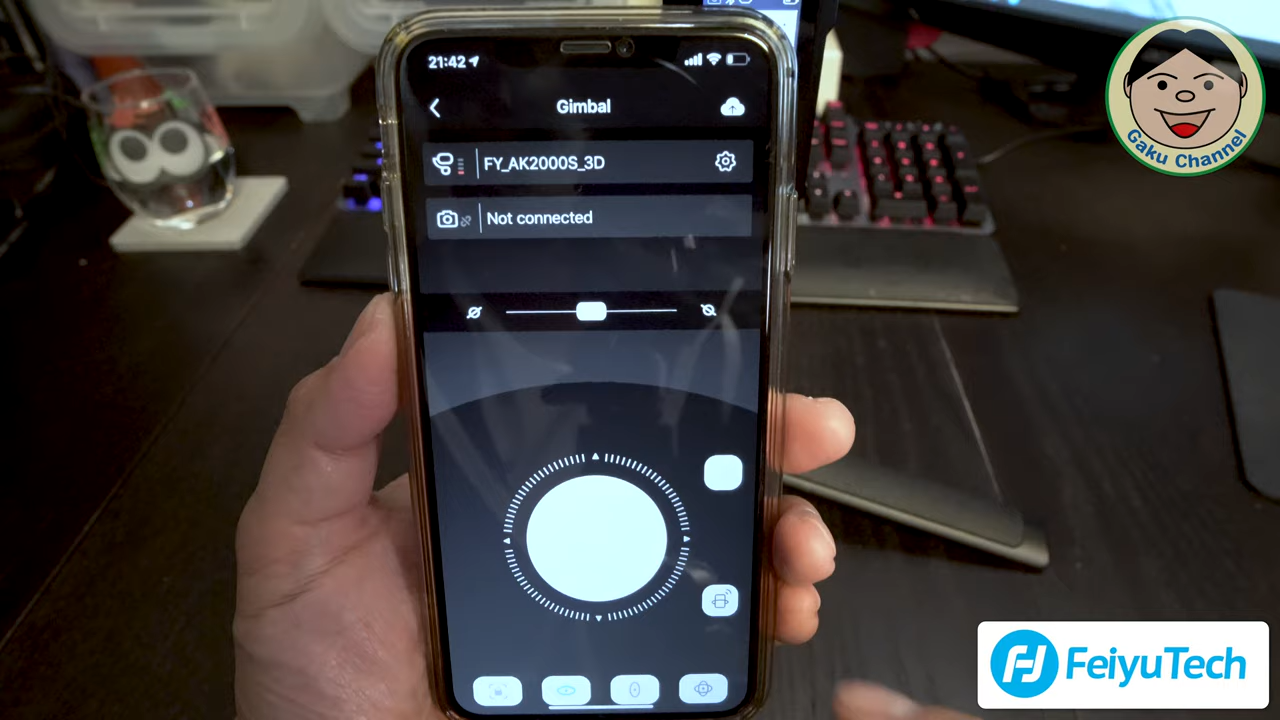 21:42
Gimbal
FY_AK2000S_3D
Not connected
Gaku Channel
FeiyuTech